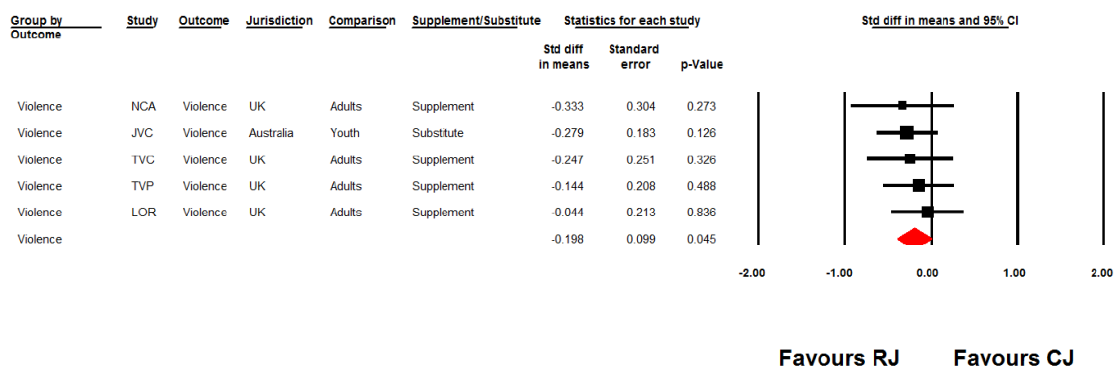 Group by Study Outcome Jurisdiction Comparison Supplement/Substitute Statistics for each study Std diff in means and 95% CI
Outcome
Std diff Standard
in means error p-Value
Violence NCA Violence UK Adults Supplement -0.333 0.304 0.273
Violence JVC Violence Australia Youth Substitute -0.279 0.183 0.126
Violence TVC Violence UK Adults Supplement -0.247 0.251 0.326
Violence TVP Violence UK Adults Supplement -0.144 0.208 0.488
Violence LOR Violence UK Adults Supplement -0.044 0.213 0.836
Violence -0.198 0.099 0.045
-2.00 -1.00 0.00 1.00 2.00
Favours RJ Favours CJ